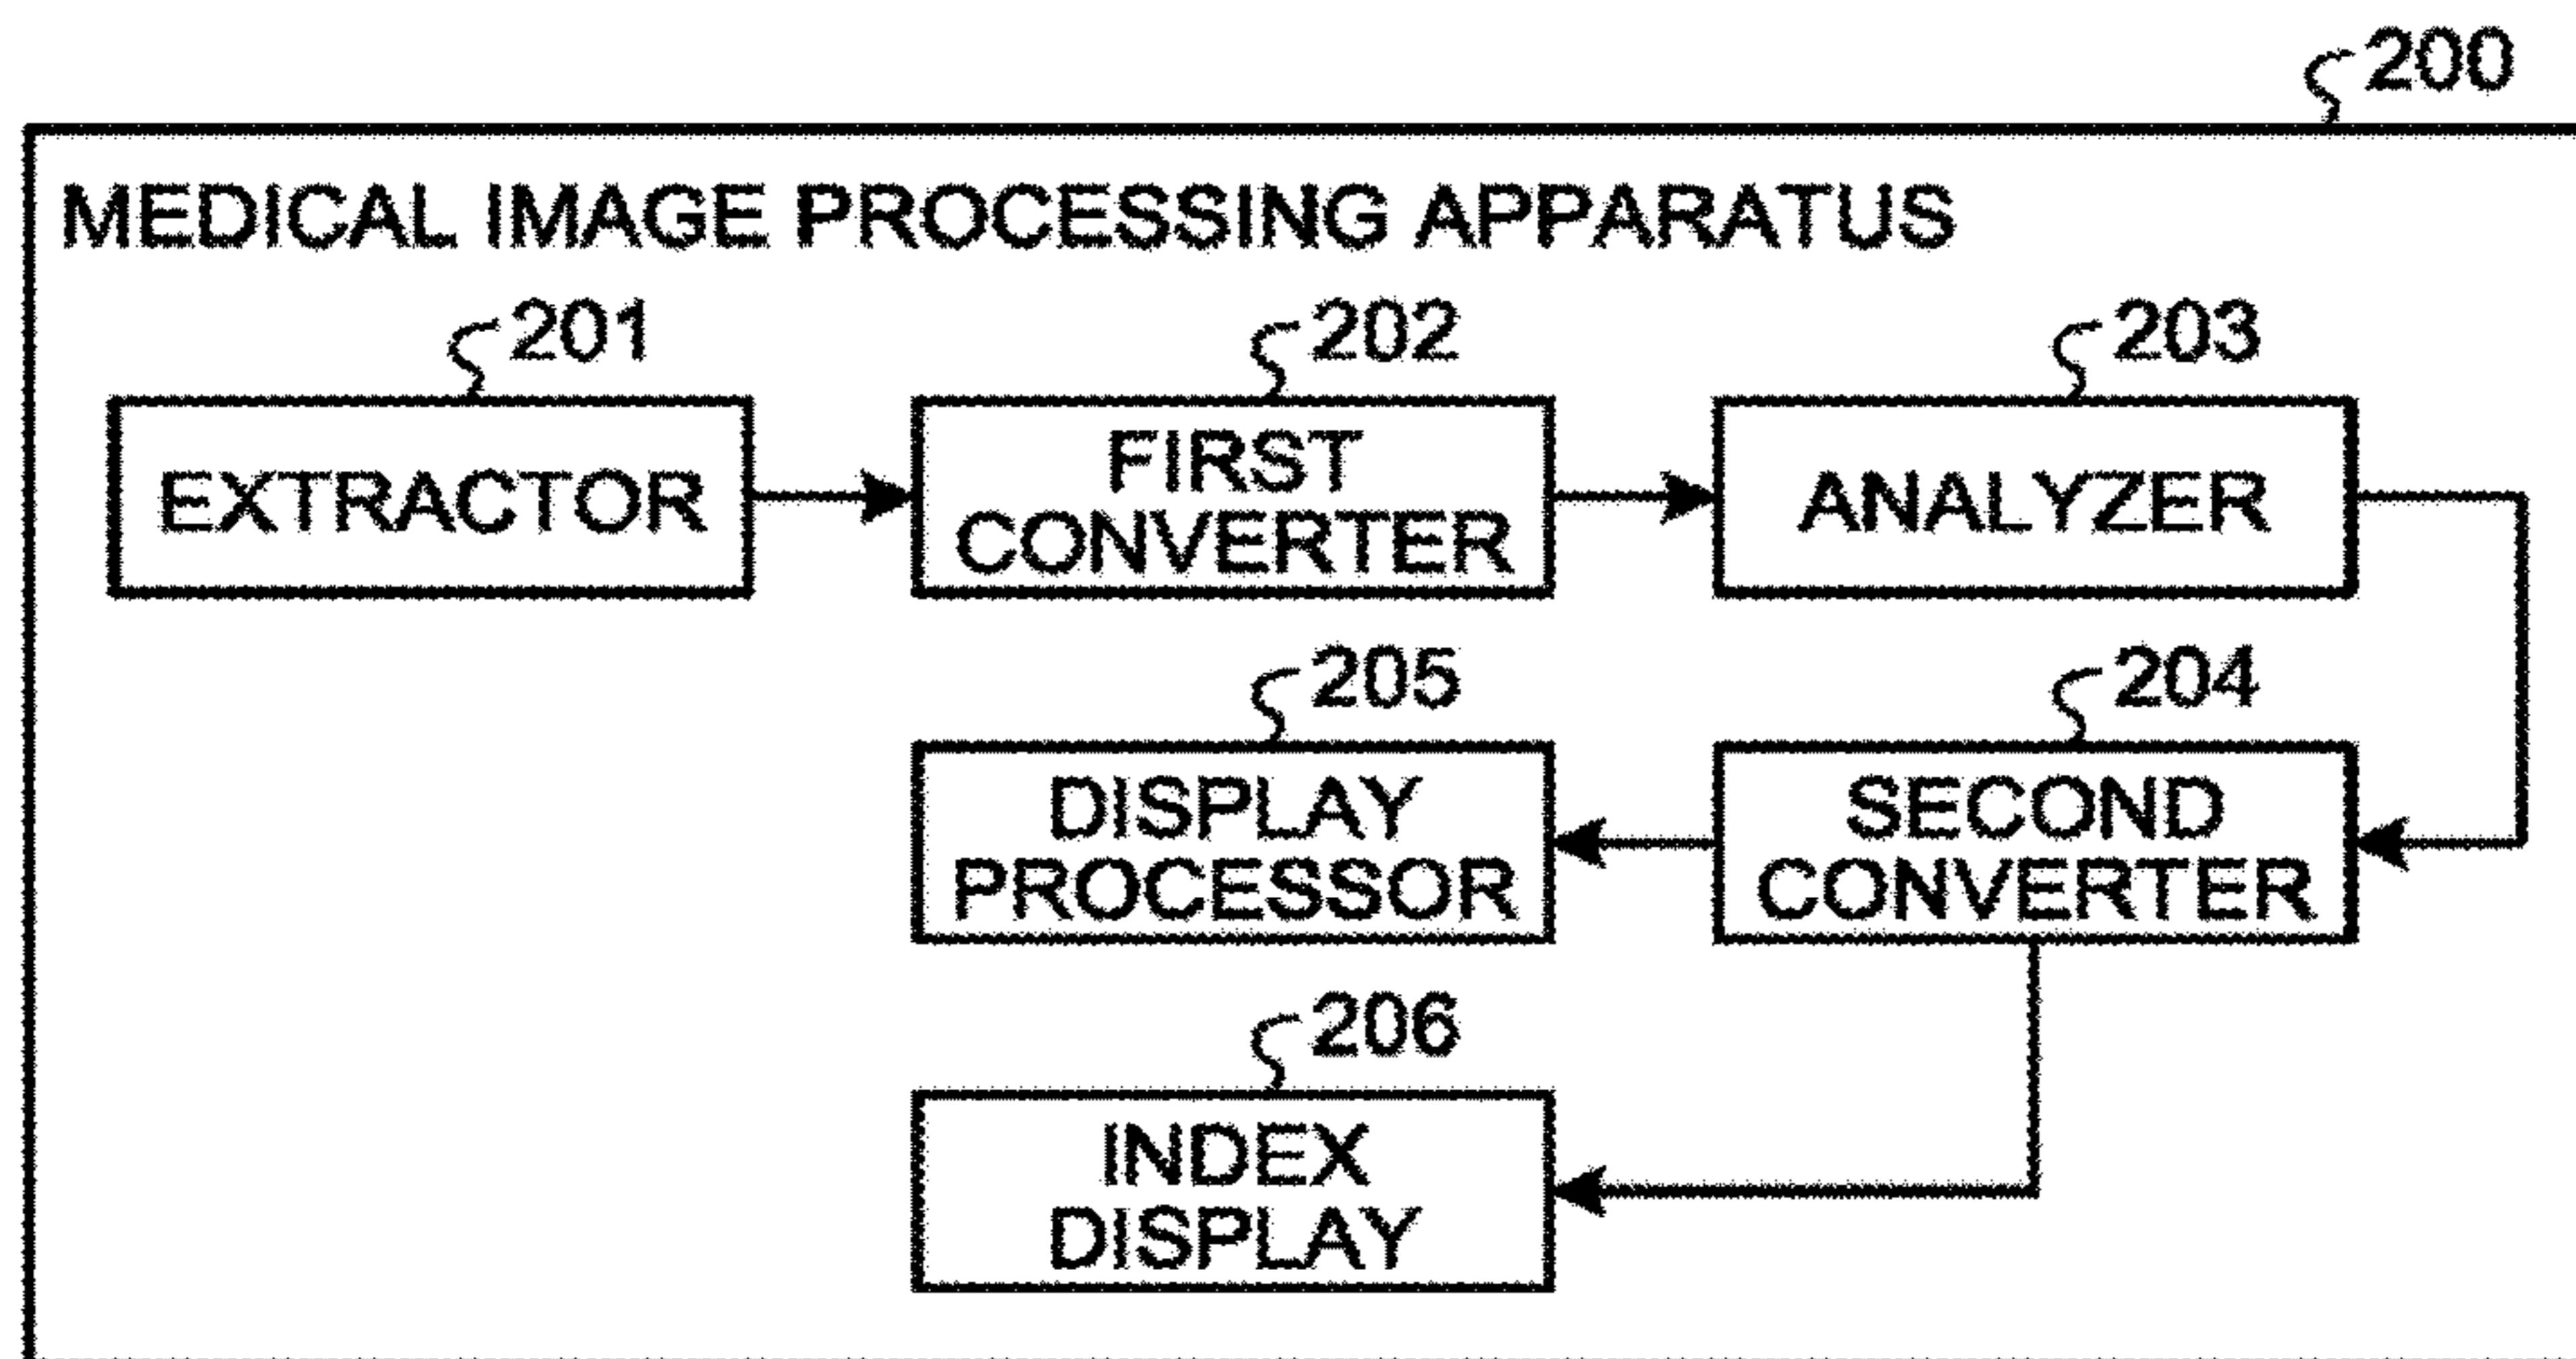 200
MEDICAL IMAGE PROCESSING APPARATUS
201
202
203
EXTRACTOR
FIRST
CONVERTER
ANALYZER
205
204
DISPLAY
PROCESSOR
SECOND
CONVERTER
206
INDEX
DISPLAY